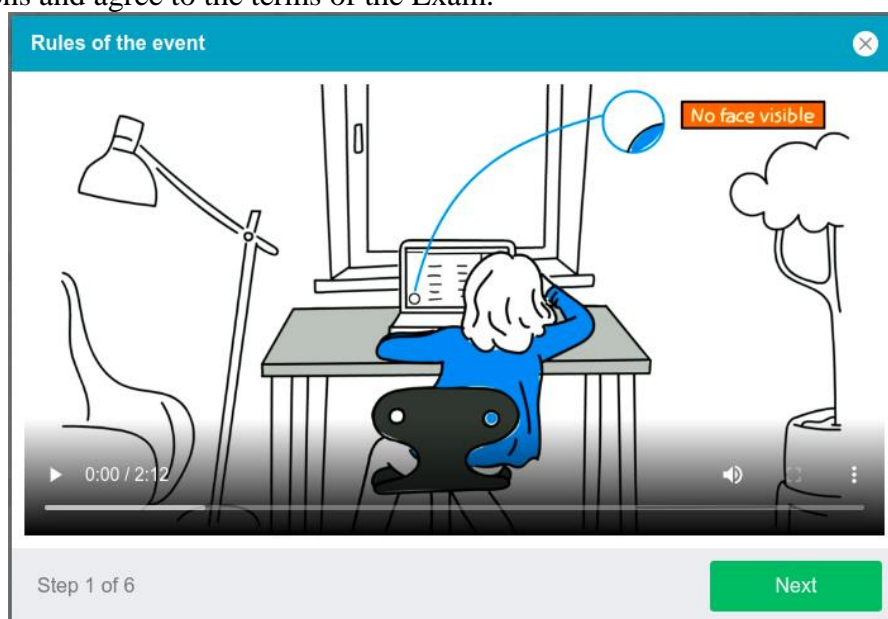 ons and agree to the terms of the Exam.
Rules of the event
No face visible
0:00 / 2:12
Step 1 of 6
Next